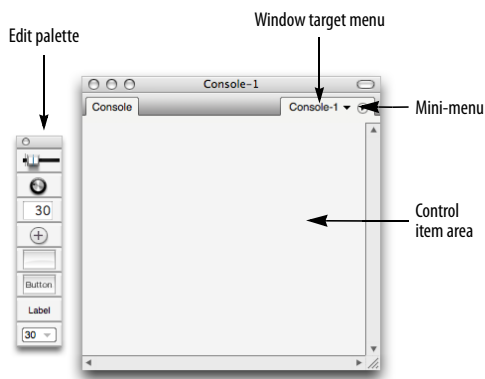 Window target menu
Edit palette
Console-1
Console
Console-1
Mini-menu
30
Control
item area
Button
Label
30